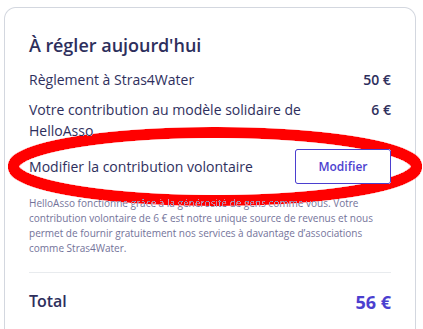 À régler aujourd'hui
Règlement à Stras4Water 50 €
Votre contribution au modèle solidaire de 6 €
HelloAsso
Modifier la contribution volontaire Modifier
HelloAsso fonctionne grâce à la générosité de gens comme vous. Votre
contribution volontaire de 6 € est notre unique source de revenus et nous
permet de fournir gratuitement nos services à davantage d'associations
comme Stras4Water.
Total 56 €